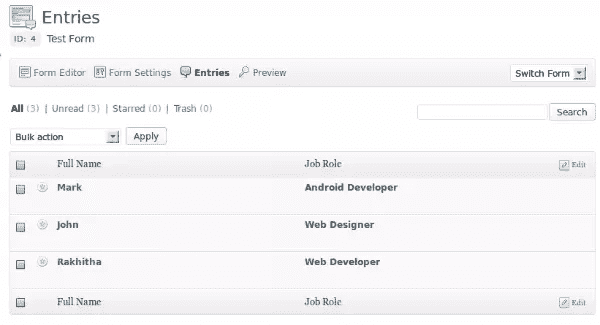 Entries
ID: 4 Test Form
Form Editor Form Settings Entries Preview Switch Form
All (3) | Unread (3) | Starred (0) | Trash (0)
Search
Bulk action Apply
Full Name Job Role Edit
Mark Android Developer
John Web Designer
Rakhitha Web Developer
Full Name Job Role Edit